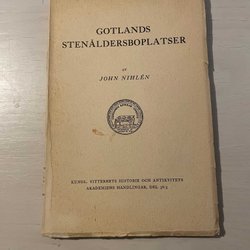 GOTLANDS
STENÅLDERSBOPLATSER
AV
JOHN NIHLÉN
KUNGL. VITTERHETS HISTORIE OCH ANTIKVITETS
AKADEMIENS HANDLINGAR, DEL 36:3